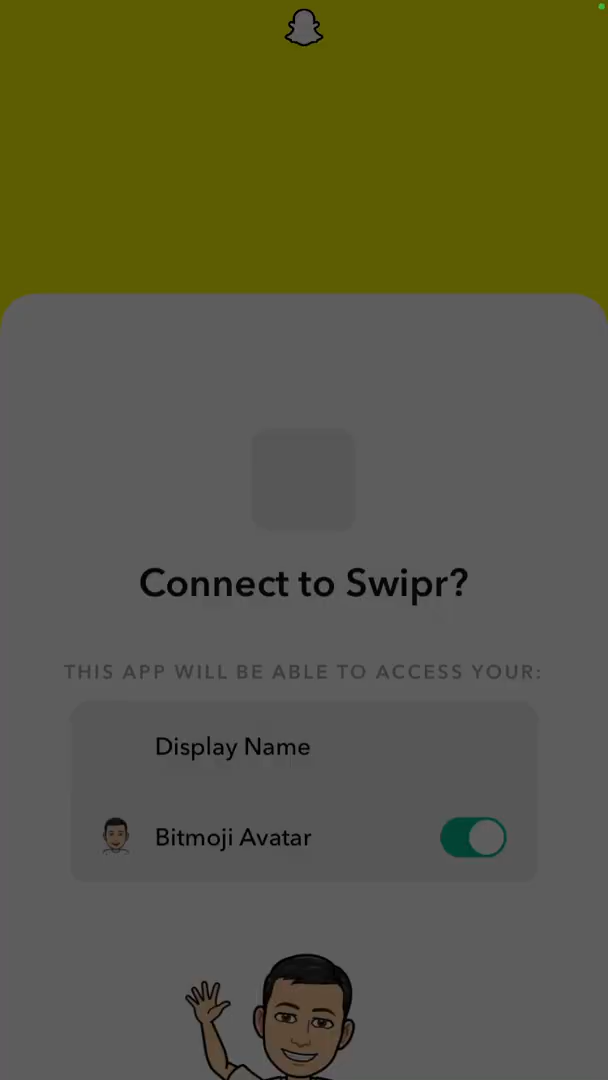 Connect to Swipr?
THIS APP WILL BE ABLE TO ACCESS YOUR:
Display Name
Bitmoji Avatar